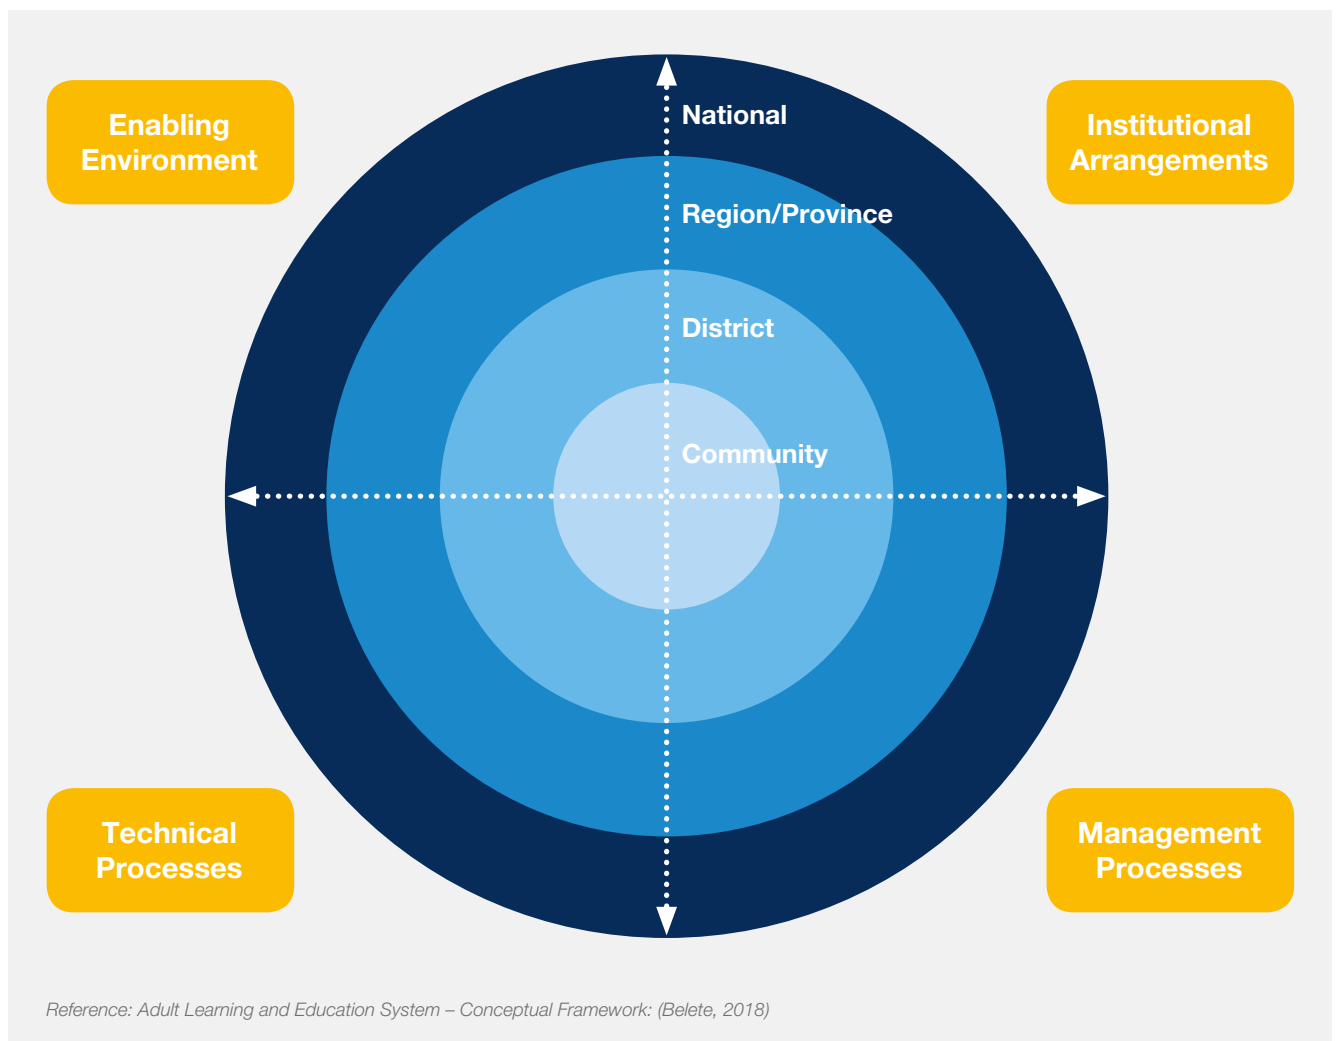 Enabling
Environment
Institutional
Arrangements
National
Region/Province
District
Community
Technical
Processes
Management
Processes
Reference: Adult Learning and Education System – Conceptual Framework: (Belete, 2018)